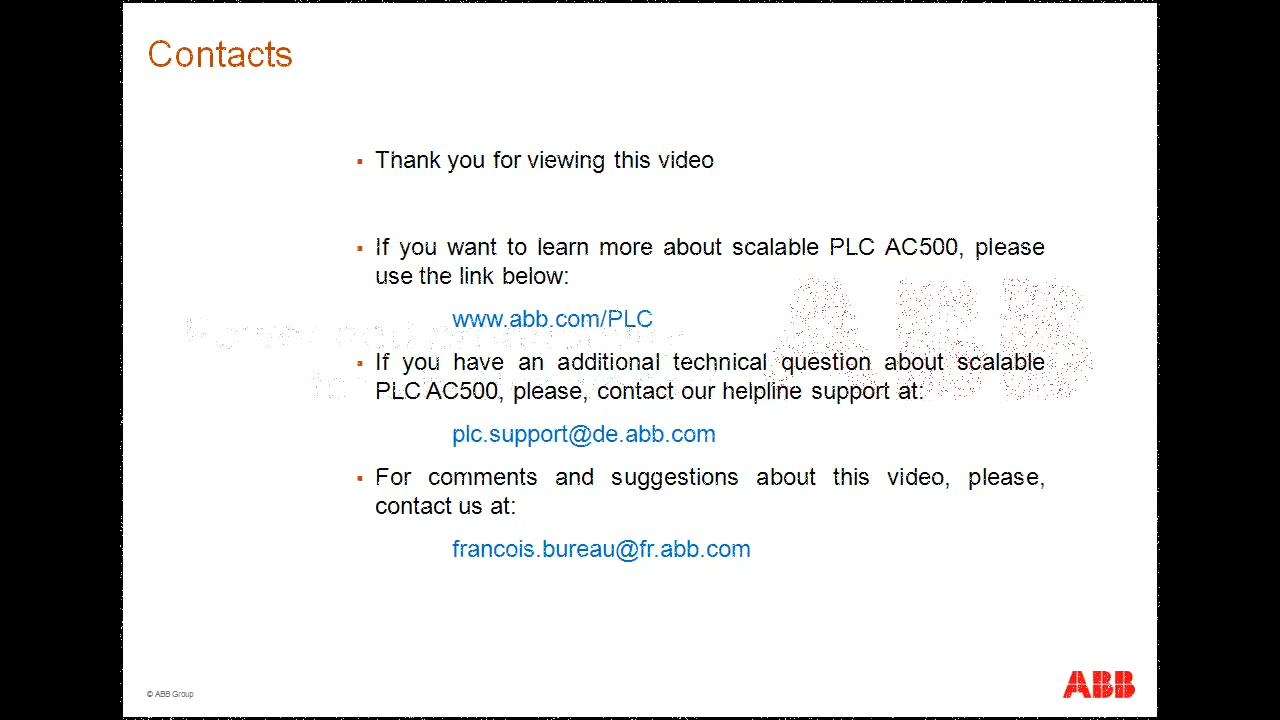 Contacts
▪ Thank you for viewing this video
▪ If you want to learn more about scalable PLC AC500, please
use the link below:
www.abb.com/PLC
▪ If you have an additional technical question about scalable
PLC AC500, please, contact our helpline support at:
plc.support@de.abb.com
▪ For comments and suggestions about this video, please,
contact us at:
francois.bureau@fr.abb.com
© ABB Group
ABB
ABB